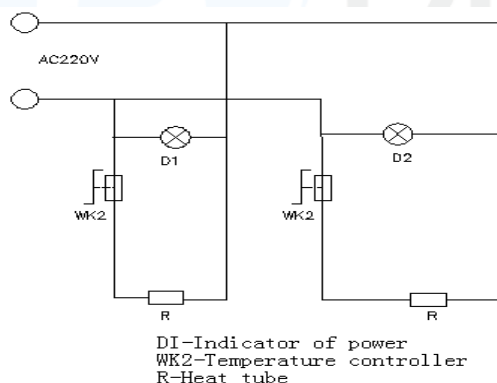 AC220V
D1
D2
WK2
WK2
R
R
DI-Indicator of power
WK2-Temperature controller
R-Heat tube